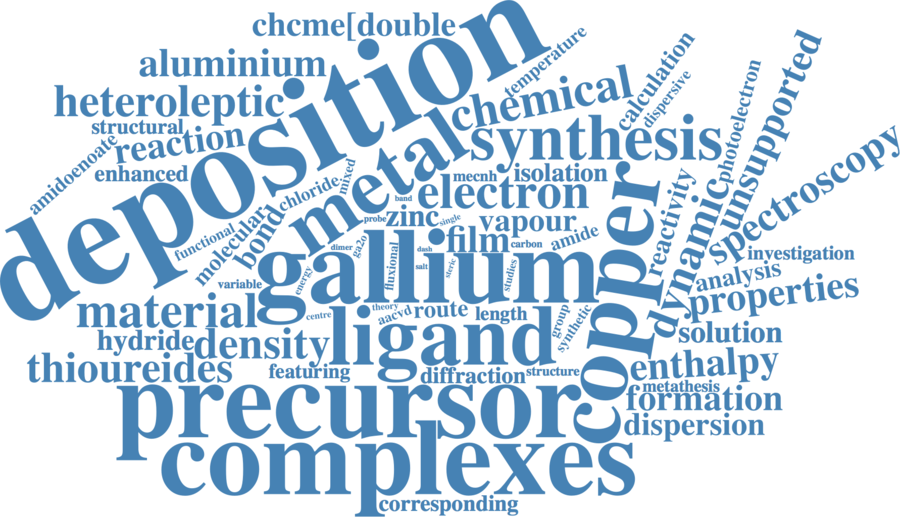 chcme[double
deposition
temperature
aluminium
calculation
dispersive
unsupported
heteroleptic
chemical
photoelectron
structural
reaction
metal
synthesis
amidoenoate
enhanced
mixed
mecnh
isolation
spectroscopy
chloride
band
electron
copper
reactivity
dynamic
functional
molecular
bond
probe
zinc
single
vapour
dimer
ga2o
film
carbon
amide
fluxional
dash
salt
steric
studies
gallium
investigation
variable
energy
analysis
properties
material
centre
theory
aacvd
route
length
group
synthetic
hydride
density
ligand
solution
thioureides
featuring
diffraction
structure
enthalpy
metathesis
precursor
formation
complexes
dispersion
corresponding